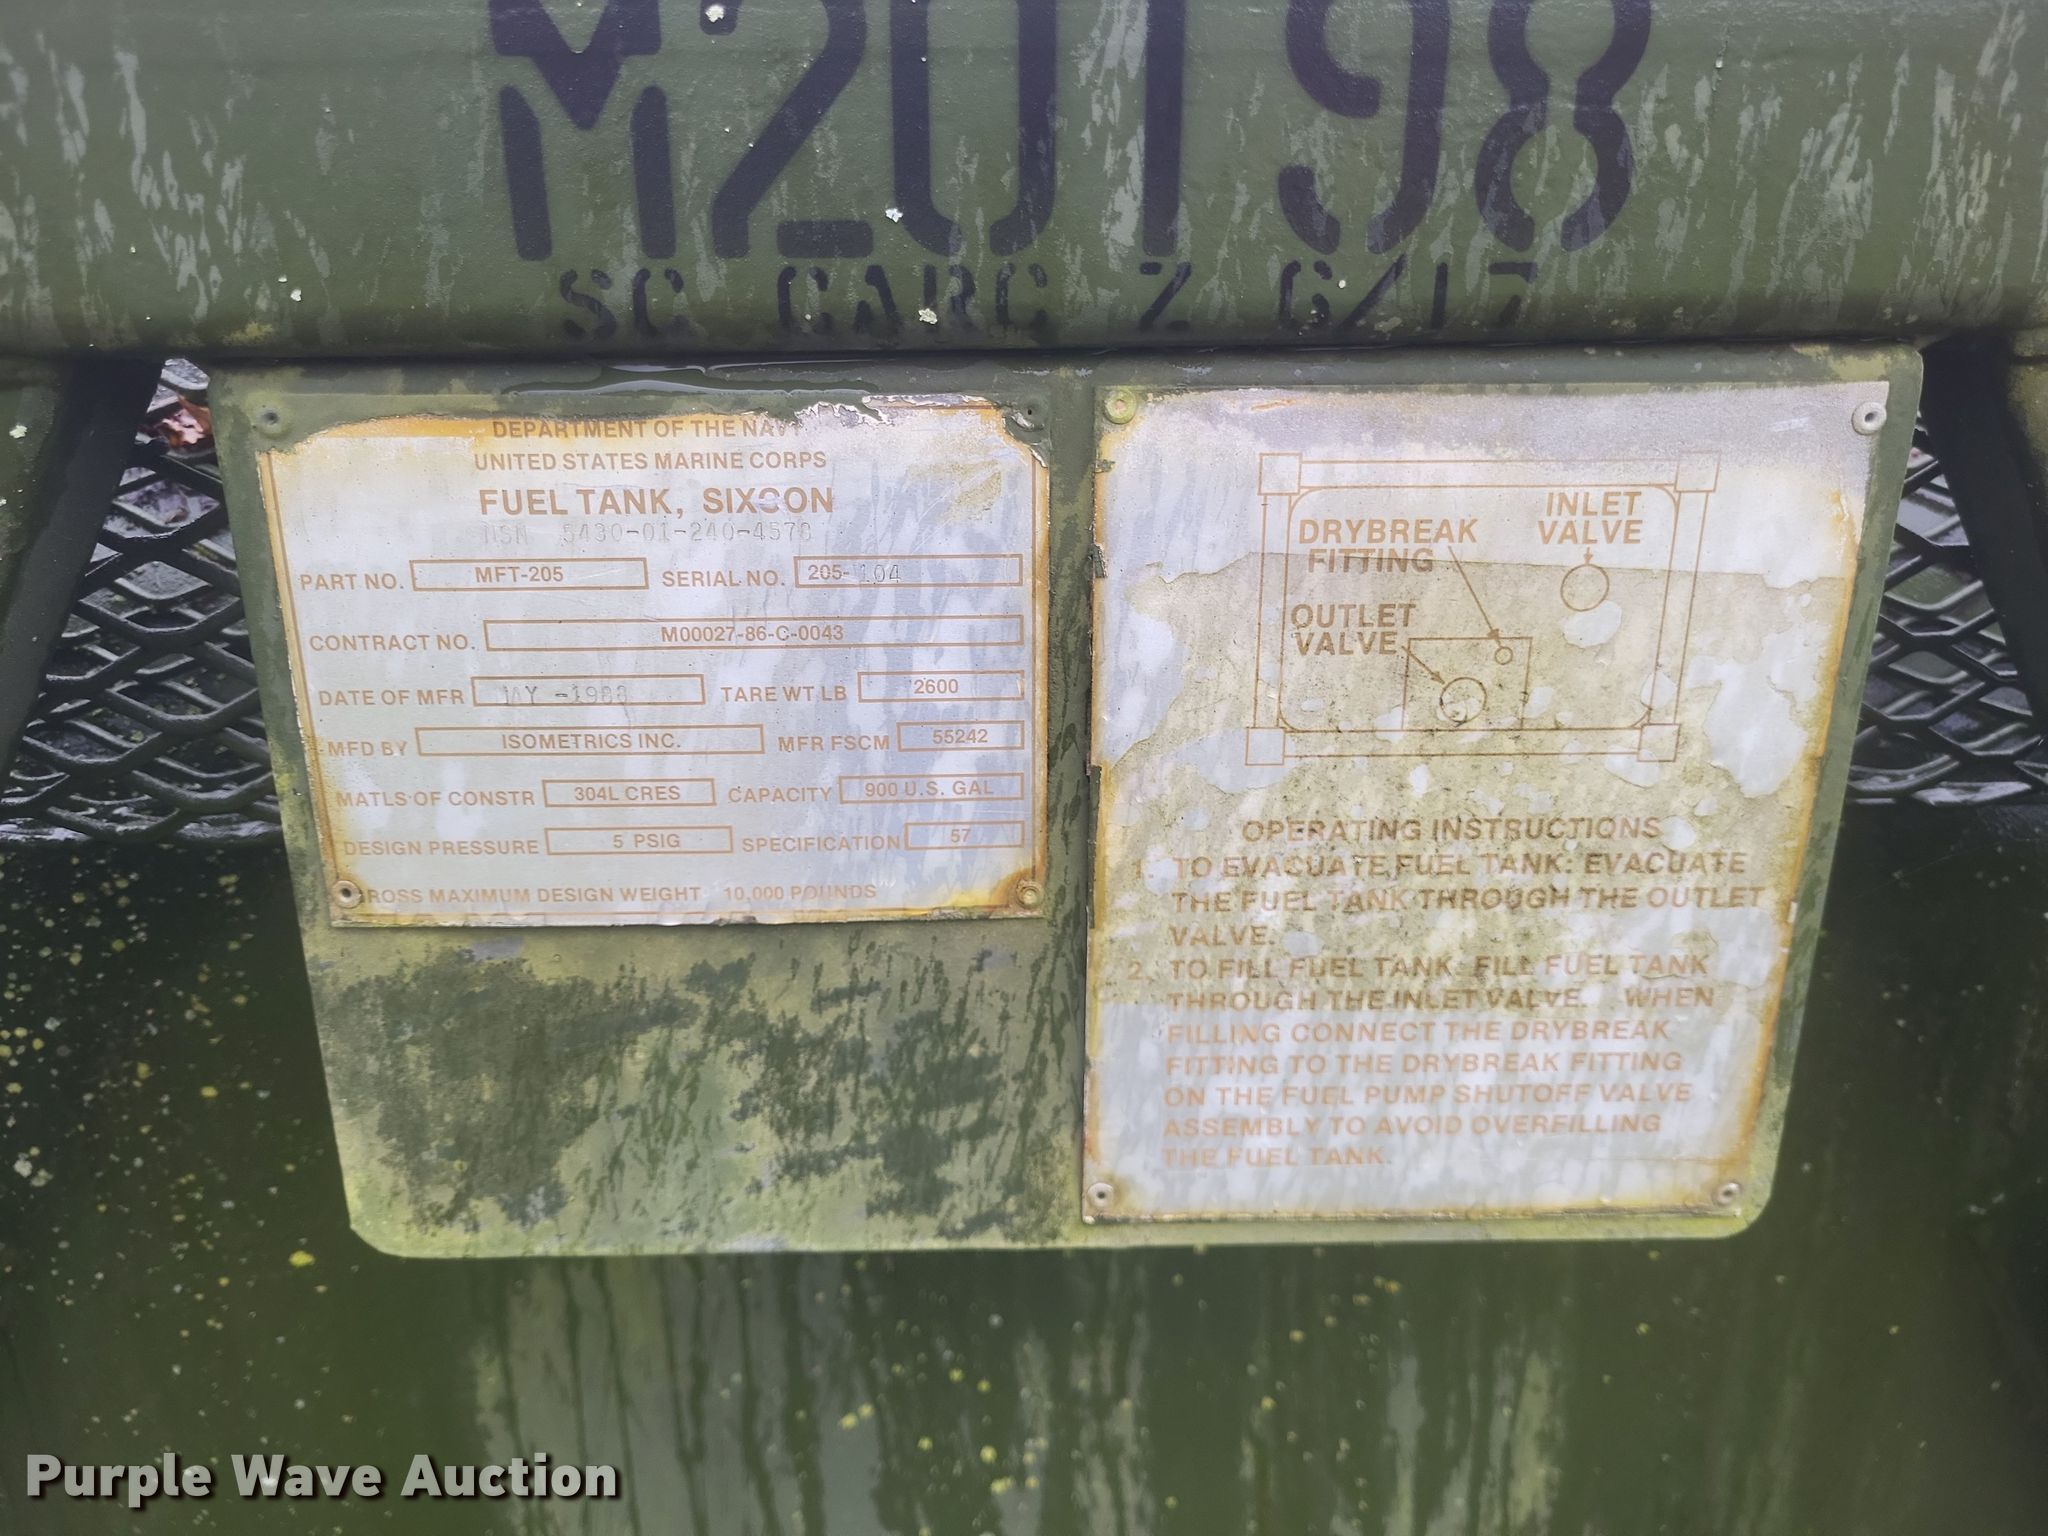 M20198
SC CARC Z 6/17
DEPARTMENT OF THE NAVY
UNITED STATES MARINE CORPS
FUEL TANK, SIXCON
NSN 5430-01-240-4578
PART NO. MFT-205 SERIAL NO. 205-104
CONTRACT NO. M00027-86-C-0043
DATE OF MFR -1988 TARE WT LB 2600
MFD BY ISOMETRICS INC. MFR FSCM 55242
MATLS OF CONSTR 304L CRES CAPACITY 900 U.S. GAL
DESIGN PRESSURE 5 PSIG SPECIFICATION 57
GROSS MAXIMUM DESIGN WEIGHT 10,000 POUNDS
INLET
VALVE
DRYBREAK
FITTING
OUTLET
VALVE
OPERATING INSTRUCTIONS
1. TO EVACUATE FUEL TANK: EVACUATE
THE FUEL TANK THROUGH THE OUTLET
VALVE.
2. TO FILL FUEL TANK: FILL FUEL TANK
THROUGH THE INLET VALVE. WHEN
FILLING CONNECT THE DRYBREAK
FITTING TO THE DRYBREAK FITTING
ON THE FUEL PUMP SHUTOFF VALVE
ASSEMBLY TO AVOID OVERFILLING
THE FUEL TANK.
Purple Wave Auction